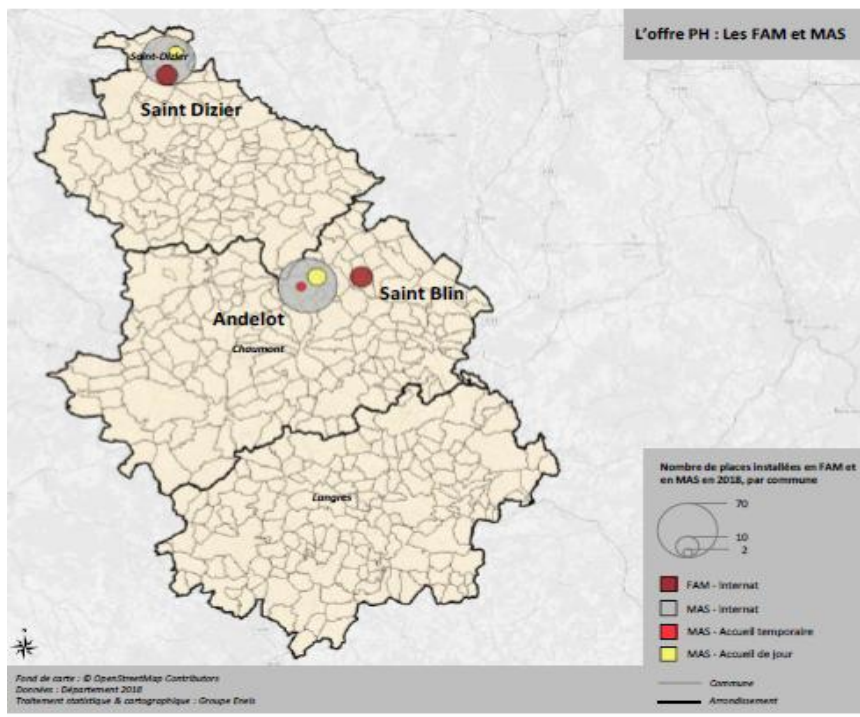 L'offre PH : Les FAM et MAS
Saint-Dizier
Saint Dizier
Saint Blin
Andelot
Chaumont
Langres
Nombre de places installées en FAM et
en MAS en 2018, par commune
70
10
2
FAM - Internat
MAS - Internat
MAS - Accueil temporaire
MAS - Accueil de jour
Commune
Arrondissement
Fond de carte : © OpenStreetMap Contributors
Données : Département 2018
Traitement statistique & cartographique : Groupe Eneis